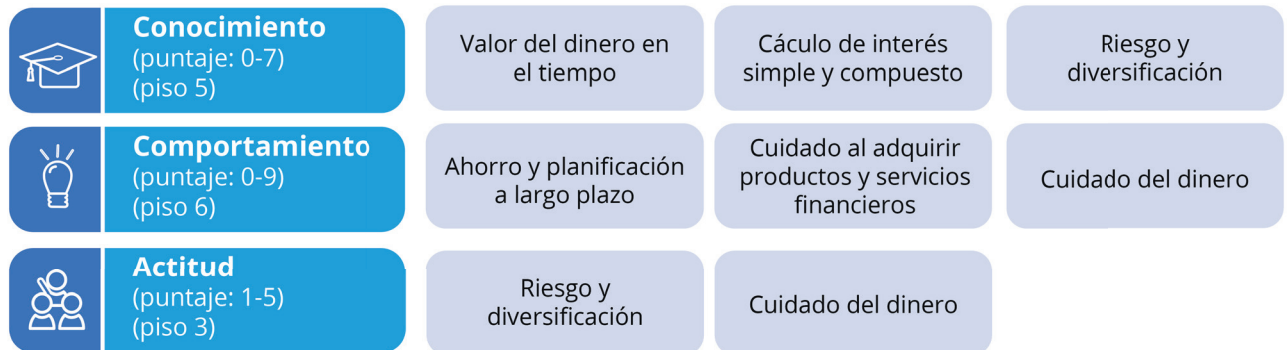 Conocimiento
(puntaje: 0-7)
(piso 5)
Valor del dinero en
el tiempo
Cáculo de interés
simple y compuesto
Riesgo y
diversificación
Comportamiento
(puntaje: 0-9)
(piso 6)
Ahorro y planificación
a largo plazo
Cuidado al adquirir
productos y servicios
financieros
Cuidado del dinero
Actitud
(puntaje: 1-5)
(piso 3)
Riesgo y
diversificación
Cuidado del dinero